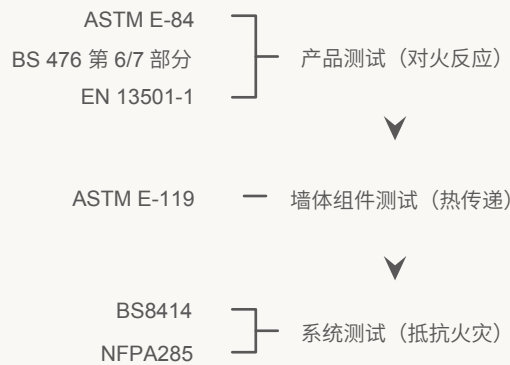 ASTM E-84
BS 476 第 6/7 部分
EN 13501-1
产品测试（对火反应）
ASTM E-119
墙体组件测试（热传递）
BS8414
NFPA285
系统测试（抵抗火灾）